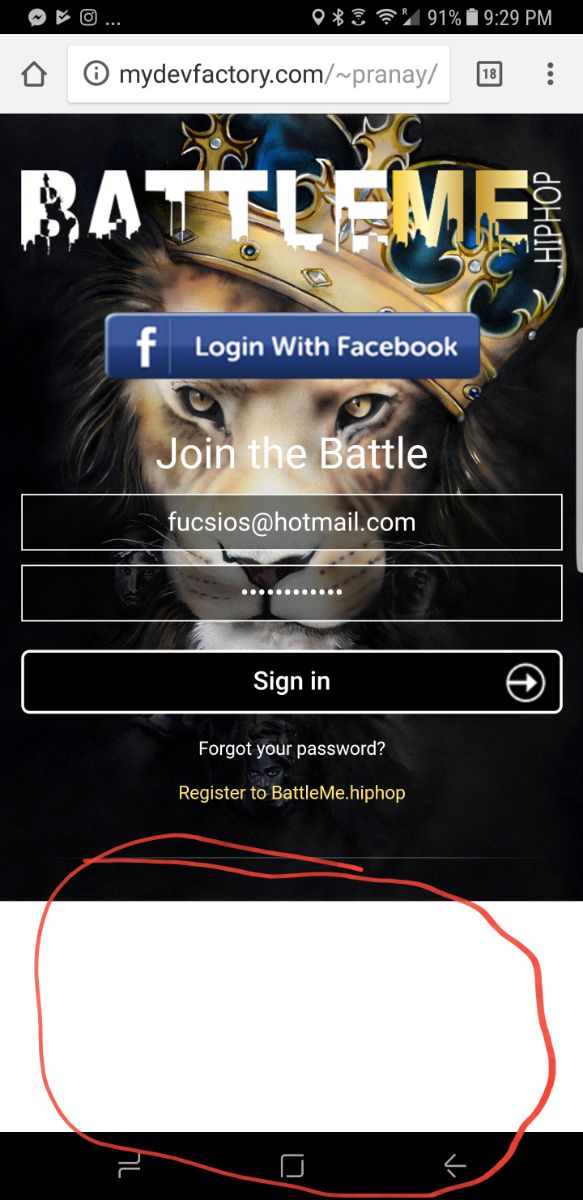 ... R 91% 9:29 PM
mydevfactory.com/~pranay/ 18
BATTLEME .HIPHOP
f Login With Facebook
Join the Battle
fucsios@hotmail.com
••••••••••••
Sign in
Forgot your password?
Register to BattleMe.hiphop